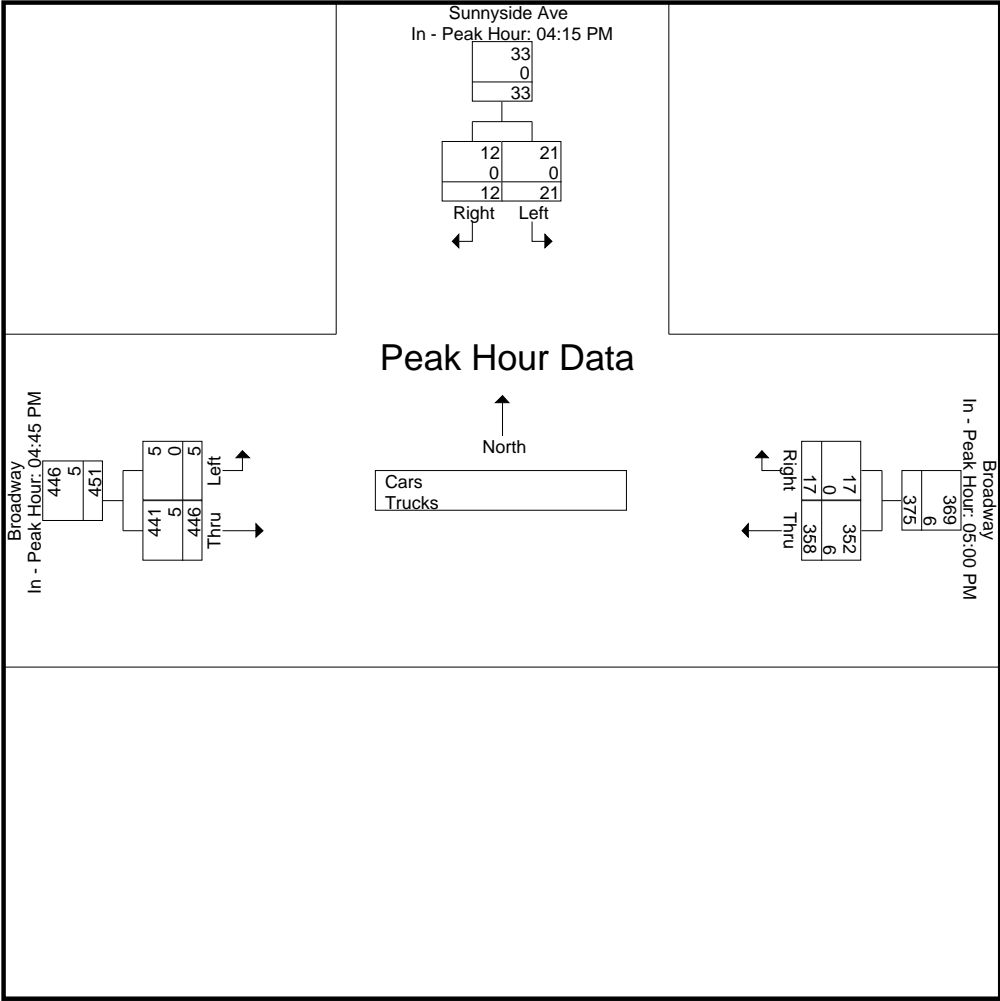 Sunnyside Ave
In - Peak Hour: 04:15 PM
33
0
33
12 21
0 0
12 21
Right Left
Peak Hour Data
North
Cars
Trucks
Broadway
In - Peak Hour: 04:45 PM
446
5
451
5 0 5
Left
441 5 446
Thru
Broadway
In - Peak Hour: 05:00 PM
369
6
375
17 0 17
Right
352 6 358
Thru